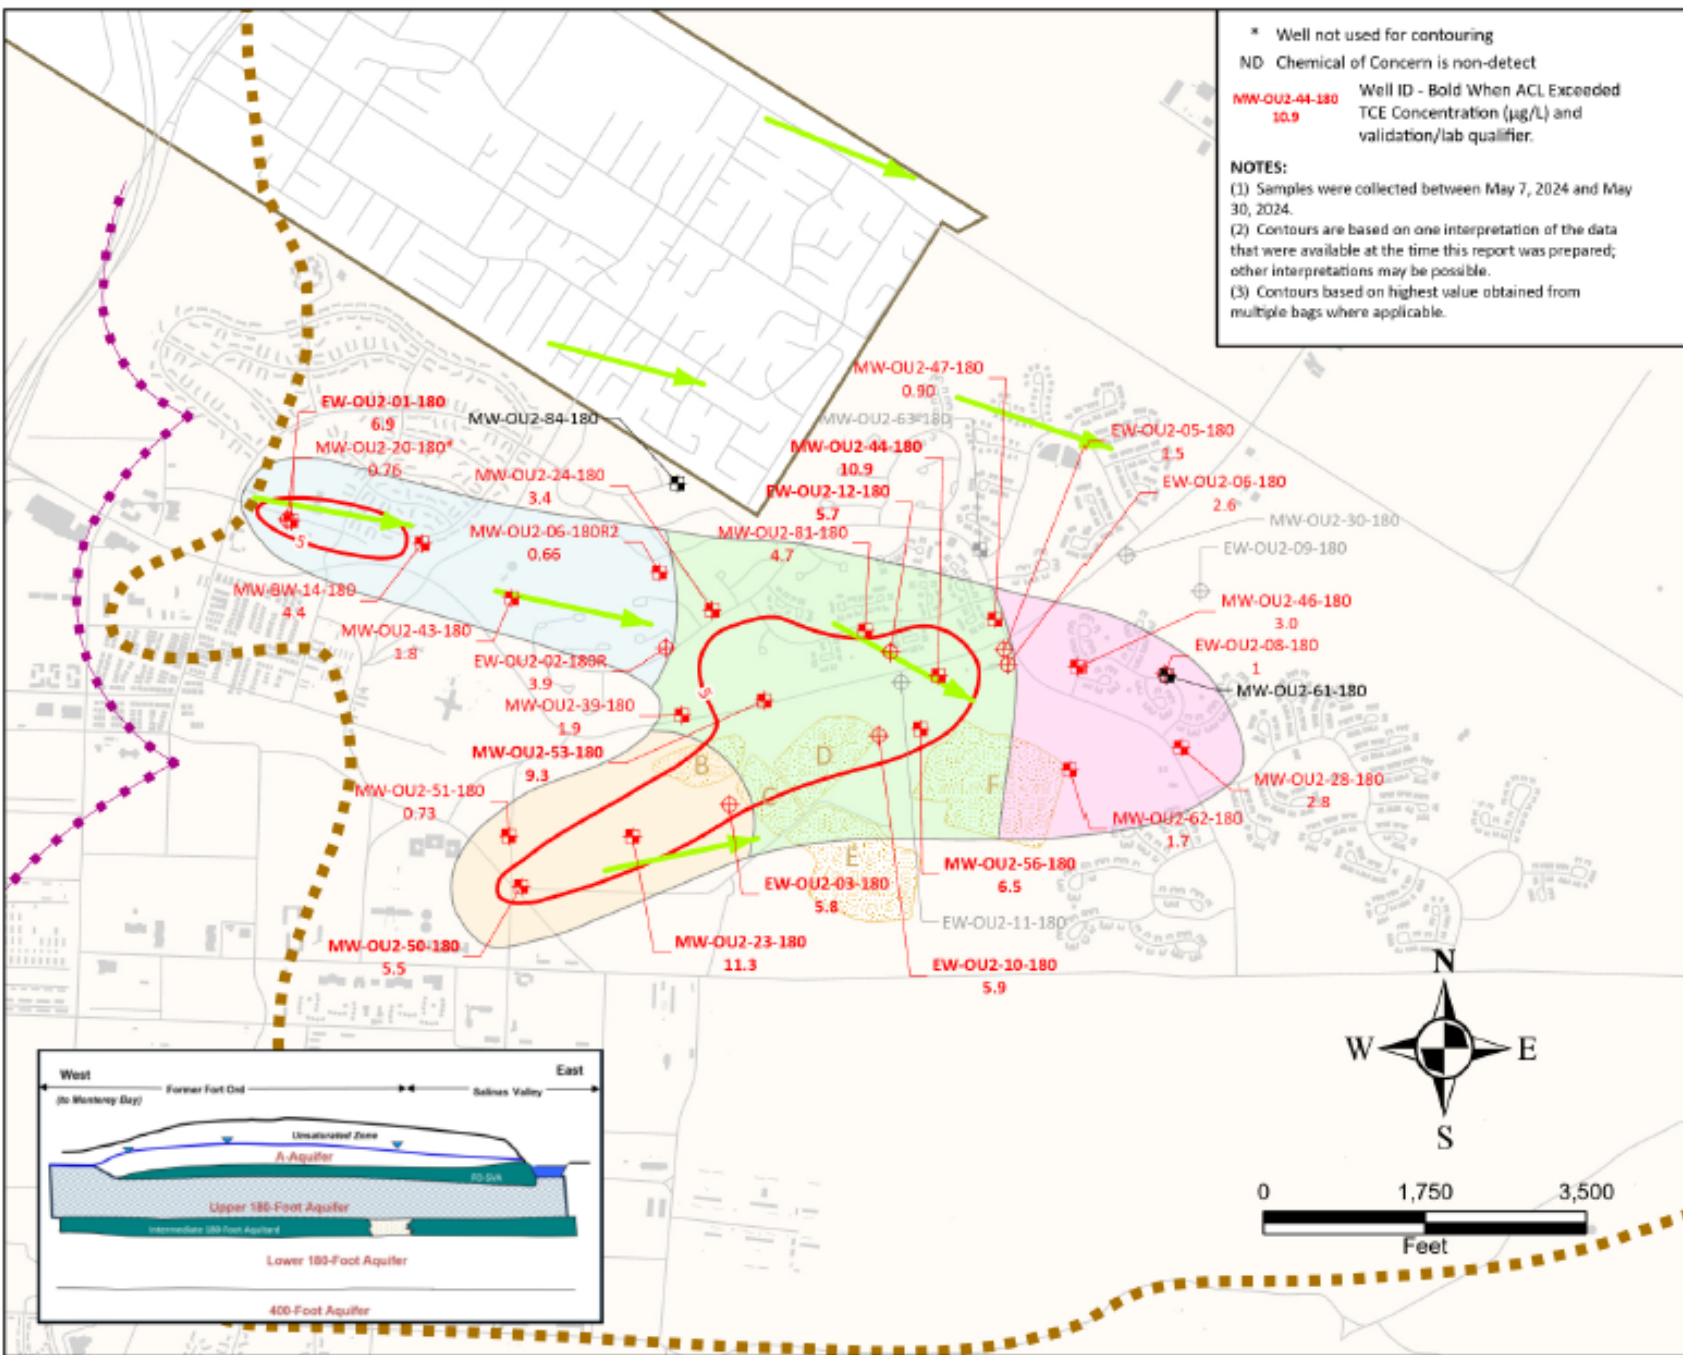 * Well not used for contouring
ND Chemical of Concern is non-detect
MW-OU2-44-180
10.9
Well ID - Bold When ACL Exceeded
TCE Concentration (µg/L) and
validation/lab qualifier.
NOTES:
(1) Samples were collected between May 7, 2024 and May
30, 2024.
(2) Contours are based on one interpretation of the data
that were available at the time this report was prepared;
other interpretations may be possible.
(3) Contours based on highest value obtained from
multiple bags where applicable.
MW-OU2-47-180
0.90
EW-OU2-01-180
6.9
MW-OU2-84-180
MW-OU2-63-180
EW-OU2-05-180
1.5
MW-OU2-20-180*
0.76
MW-OU2-44-180
10.9
MW-OU2-24-180
3.4
EW-OU2-12-180
5.7
EW-OU2-06-180
2.6
MW-OU2-30-180
MW-OU2-06-180R2
0.66
MW-OU2-81-180
4.7
EW-OU2-09-180
5
MW-BW-14-180
4.4
MW-OU2-46-180
3.0
MW-OU2-43-180
1.8
EW-OU2-08-180
1
EW-OU2-02-180R
3.9
MW-OU2-61-180
5
MW-OU2-39-180
1.9
MW-OU2-53-180
9.3
B
D
C
F
E
MW-OU2-28-180
2.8
MW-OU2-51-180
0.73
MW-OU2-62-180
1.7
MW-OU2-56-180
6.5
EW-OU2-03-180
5.8
EW-OU2-11-180
MW-OU2-50-180
5.5
MW-OU2-23-180
11.3
EW-OU2-10-180
5.9
N
W
E
S
West
East
Former Fort Ord
Salinas Valley
(to Monterey Bay)
Unsaturated Zone
A-Aquifer
FO-SVA
Upper 180-Foot Aquifer
Intermediate 180-Foot Aquitard
Lower 180-Foot Aquifer
400-Foot Aquifer
0 1,750 3,500
Feet